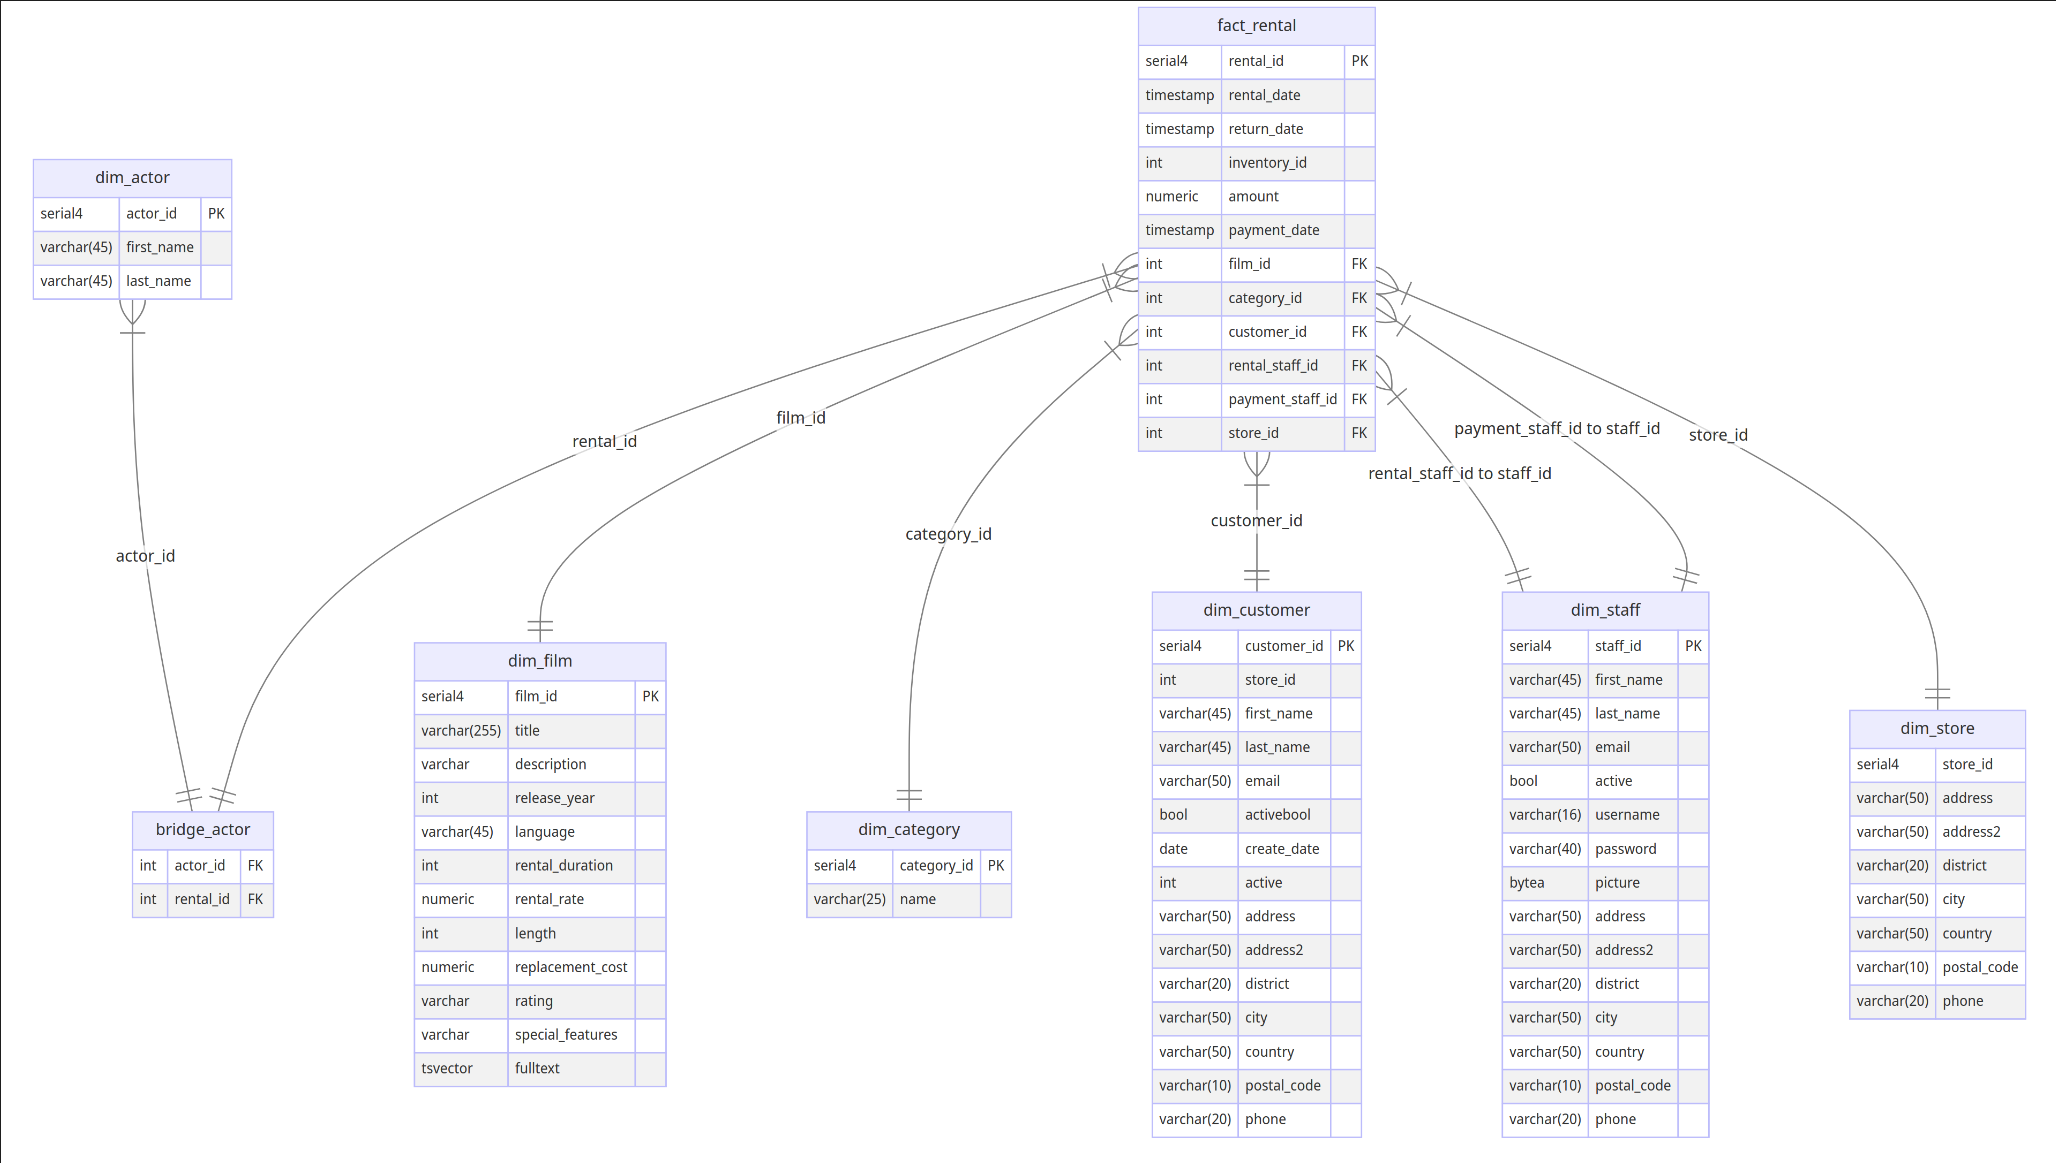 fact_rental
serial4 rental_id PK
timestamp rental_date
timestamp return_date
int inventory_id
numeric amount
timestamp payment_date
int film_id FK
int category_id FK
int customer_id FK
int rental_staff_id FK
int payment_staff_id FK
int store_id FK
dim_actor
serial4 actor_id PK
varchar(45) first_name
varchar(45) last_name
actor_id
rental_id
film_id
category_id
customer_id
rental_staff_id to staff_id
payment_staff_id to staff_id
store_id
bridge_actor
int actor_id FK
int rental_id FK
dim_film
serial4 film_id PK
varchar(255) title
varchar description
int release_year
varchar(45) language
int rental_duration
numeric rental_rate
int length
numeric replacement_cost
varchar rating
varchar special_features
tsvector fulltext
dim_category
serial4 category_id PK
varchar(25) name
dim_customer
serial4 customer_id PK
int store_id
varchar(45) first_name
varchar(45) last_name
varchar(50) email
bool activebool
date create_date
int active
varchar(50) address
varchar(50) address2
varchar(20) district
varchar(50) city
varchar(50) country
varchar(10) postal_code
varchar(20) phone
dim_staff
serial4 staff_id PK
varchar(45) first_name
varchar(45) last_name
varchar(50) email
bool active
varchar(16) username
varchar(40) password
bytea picture
varchar(50) address
varchar(50) address2
varchar(20) district
varchar(50) city
varchar(50) country
varchar(10) postal_code
varchar(20) phone
dim_store
serial4 store_id
varchar(50) address
varchar(50) address2
varchar(20) district
varchar(50) city
varchar(50) country
varchar(10) postal_code
varchar(20) phone